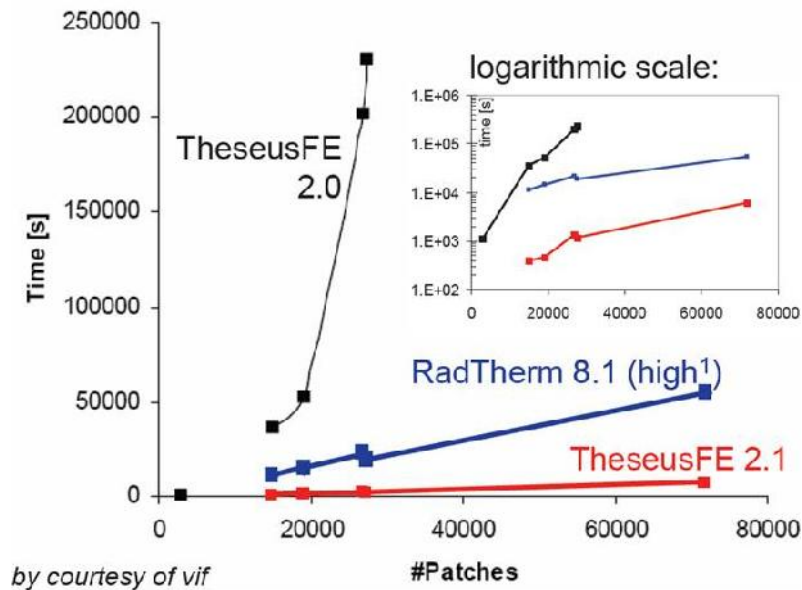 250000
200000
150000
100000
50000
0
Time [s]
TheseusFE
2.0
logarithmic scale:
1.E+06
1.E+05
1.E+04
1.E+03
1.E+02
time [s]
0
20000
40000
60000
80000
RadTherm 8.1 (high¹)
TheseusFE 2.1
0
20000
40000
60000
80000
#Patches
by courtesy of vif